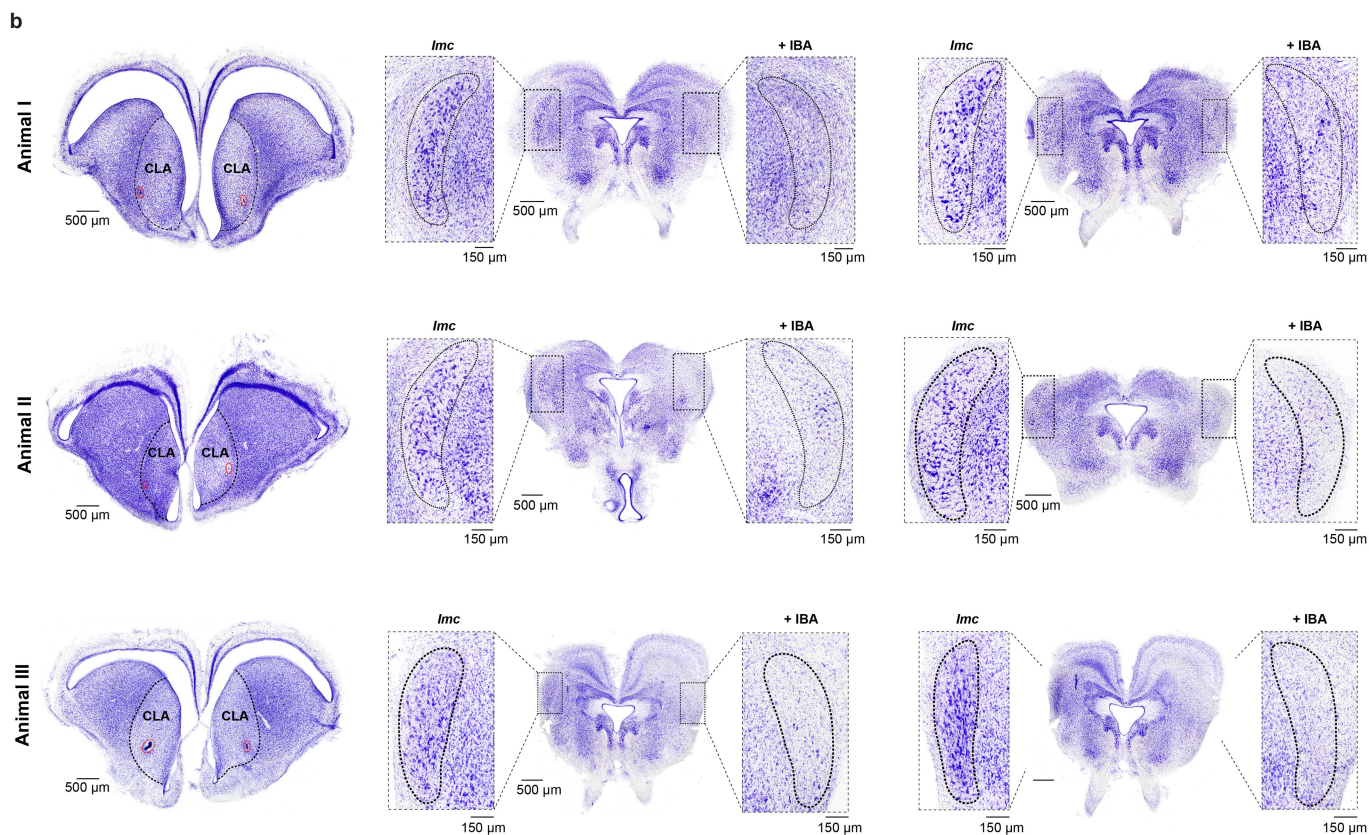 b
Animal I
CLA
CLA
500 µm
Imc
+ IBA
500 µm
150 µm
150 µm
Imc
+ IBA
500 µm
150 µm
150 µm
Animal II
CLA
CLA
500 µm
Imc
+ IBA
500 µm
150 µm
150 µm
Imc
+ IBA
500 µm
150 µm
150 µm
Animal III
CLA
CLA
500 µm
Imc
+ IBA
500 µm
150 µm
150 µm
Imc
+ IBA
150 µm
150 µm